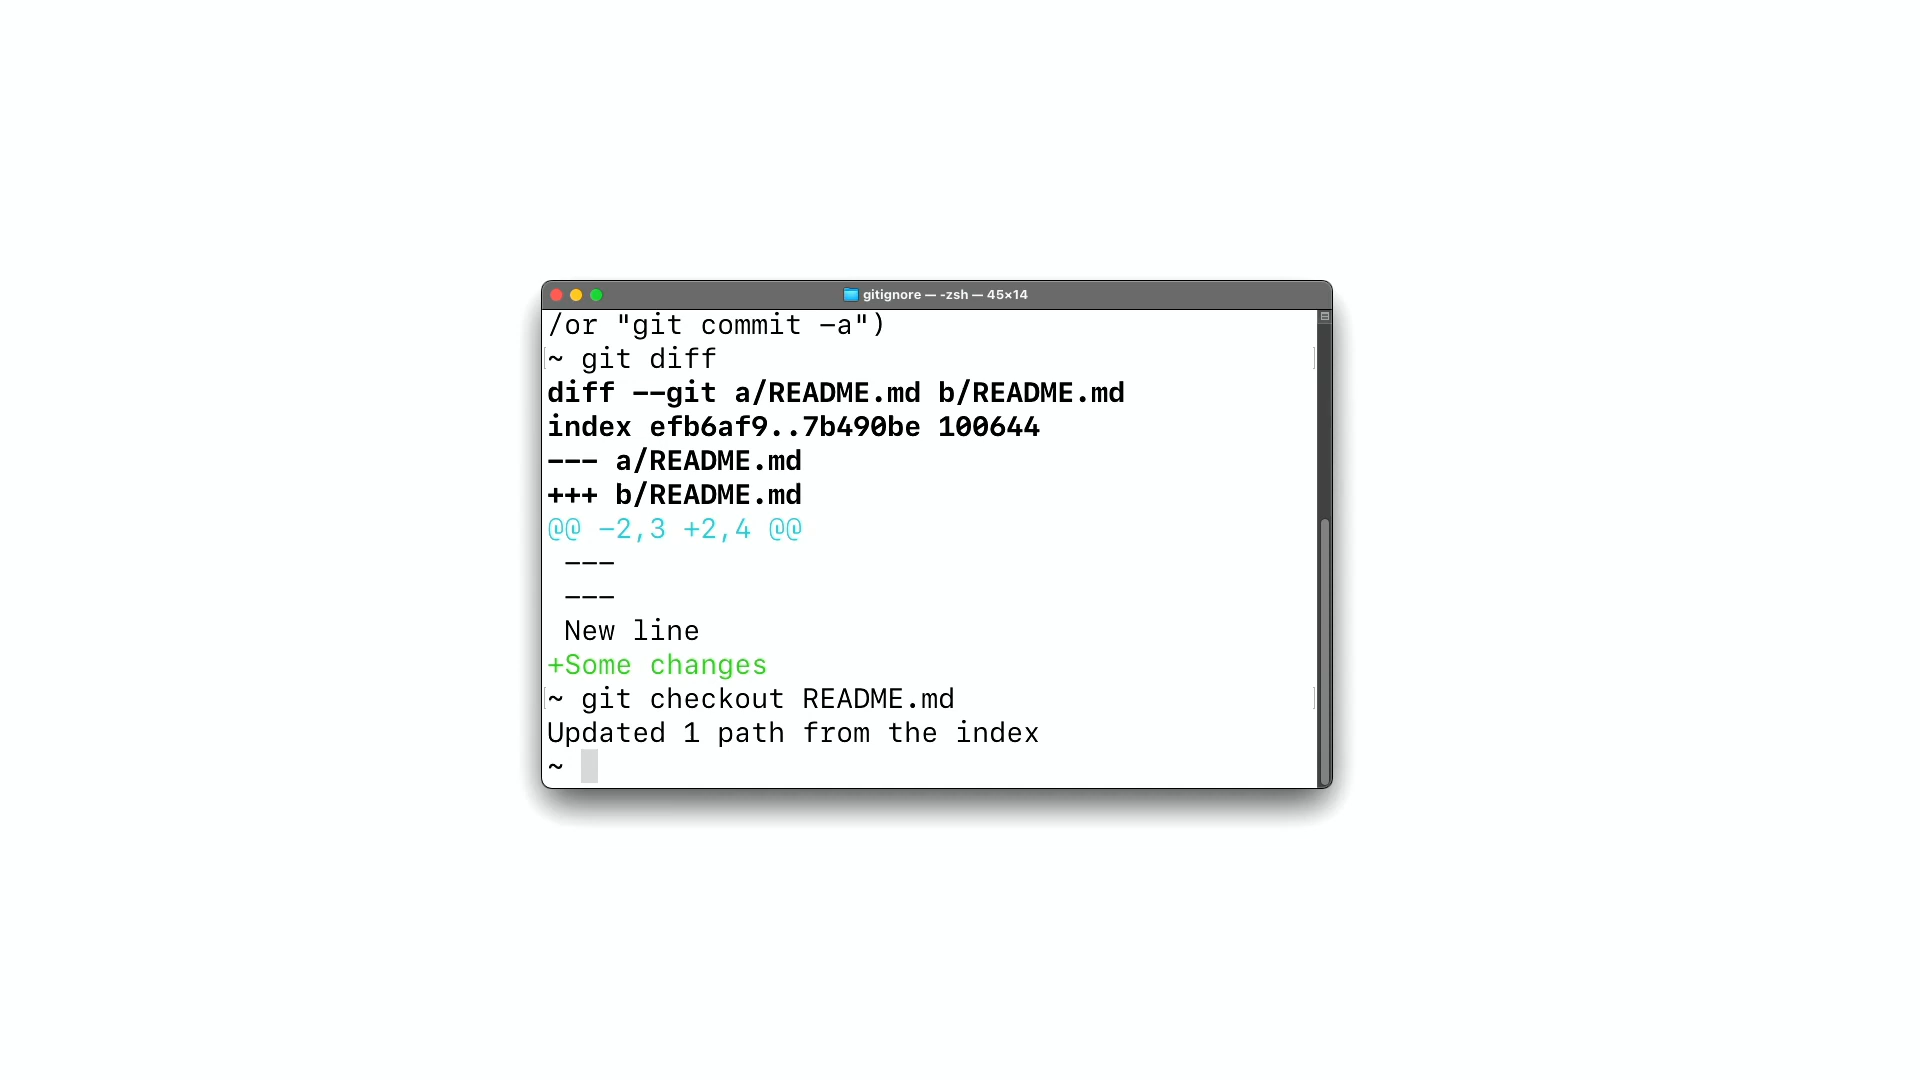 gitignore — -zsh — 45×14
/or "git commit -a")
~ git diff
diff --git a/README.md b/README.md
index efb6af9..7b490be 100644
--- a/README.md
+++ b/README.md
@@ -2,3 +2,4 @@
 ---
 ---
 New line
+Some changes
~ git checkout README.md
Updated 1 path from the index
~